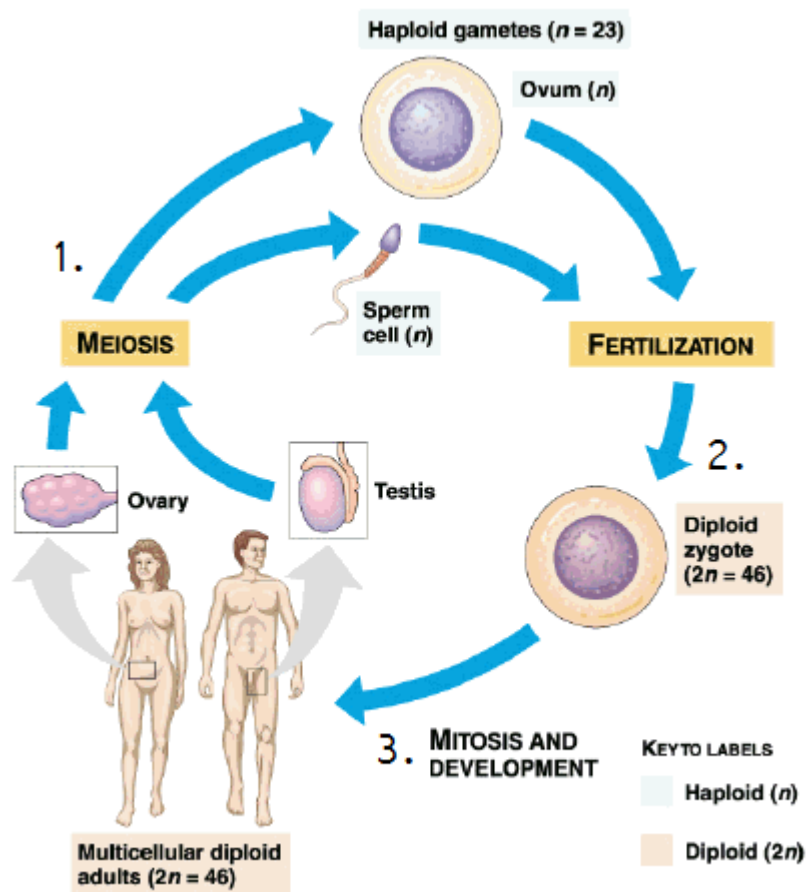 Haploid gametes (n = 23)
Ovum (n)
1.
Sperm
cell (n)
MEIOSIS
FERTILIZATION
2.
Ovary
Testis
Diploid
zygote
(2n = 46)
3. MITOSIS AND
DEVELOPMENT
KEY TO LABELS
Haploid (n)
Diploid (2n)
Multicellular diploid
adults (2n = 46)